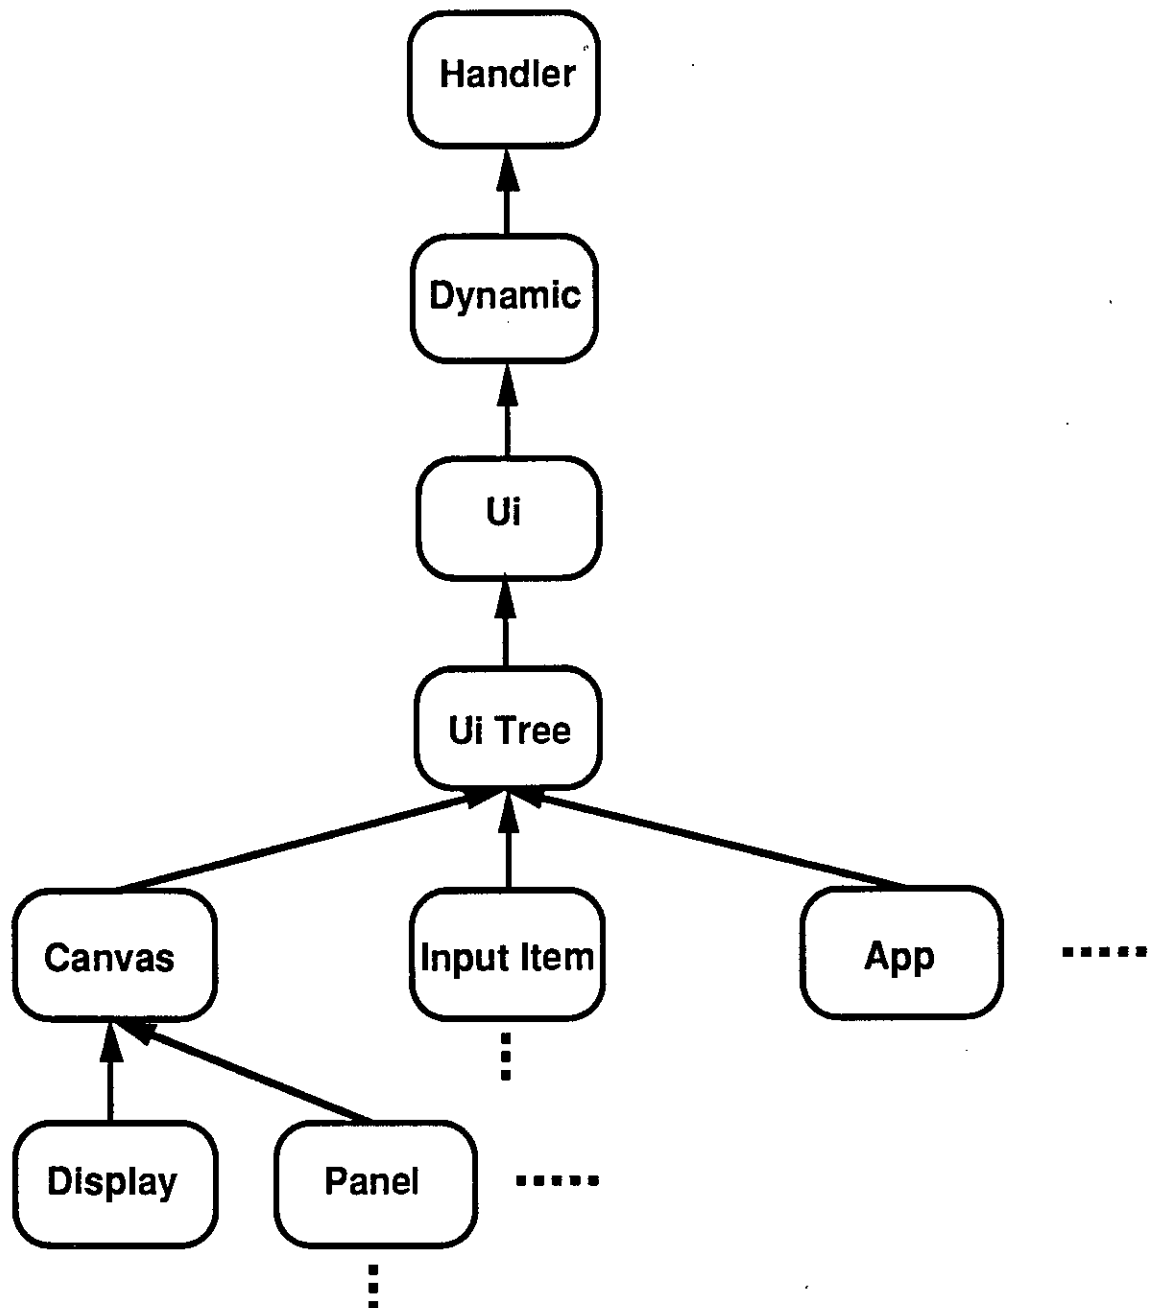 Handler
Dynamic
Ui
Ui Tree
Canvas
Input Item
App
Display
Panel